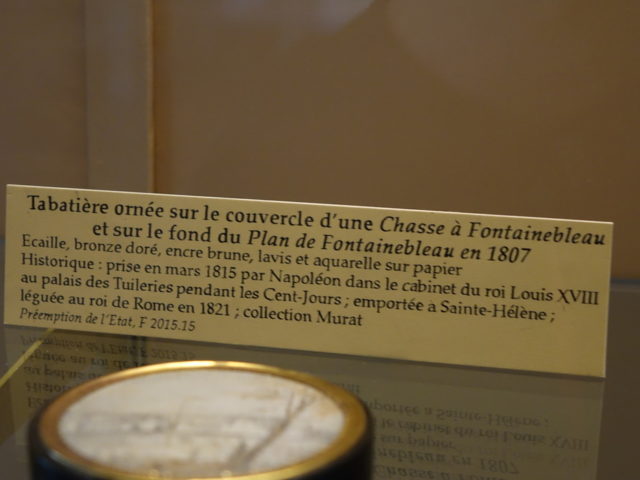 Tabatière ornée sur le couvercle d'une Chasse à Fontainebleau
et sur le fond du Plan de Fontainebleau en 1807
Ecaille, bronze doré, encre brune, lavis et aquarelle sur papier
Historique : prise en mars 1815 par Napoléon dans le cabinet du roi Louis XVIII
au palais des Tuileries pendant les Cent-Jours ; emportée a Sainte-Hélène ;
léguée au roi de Rome en 1821 ; collection Murat
Préemption de l'Etat, F 2015.15